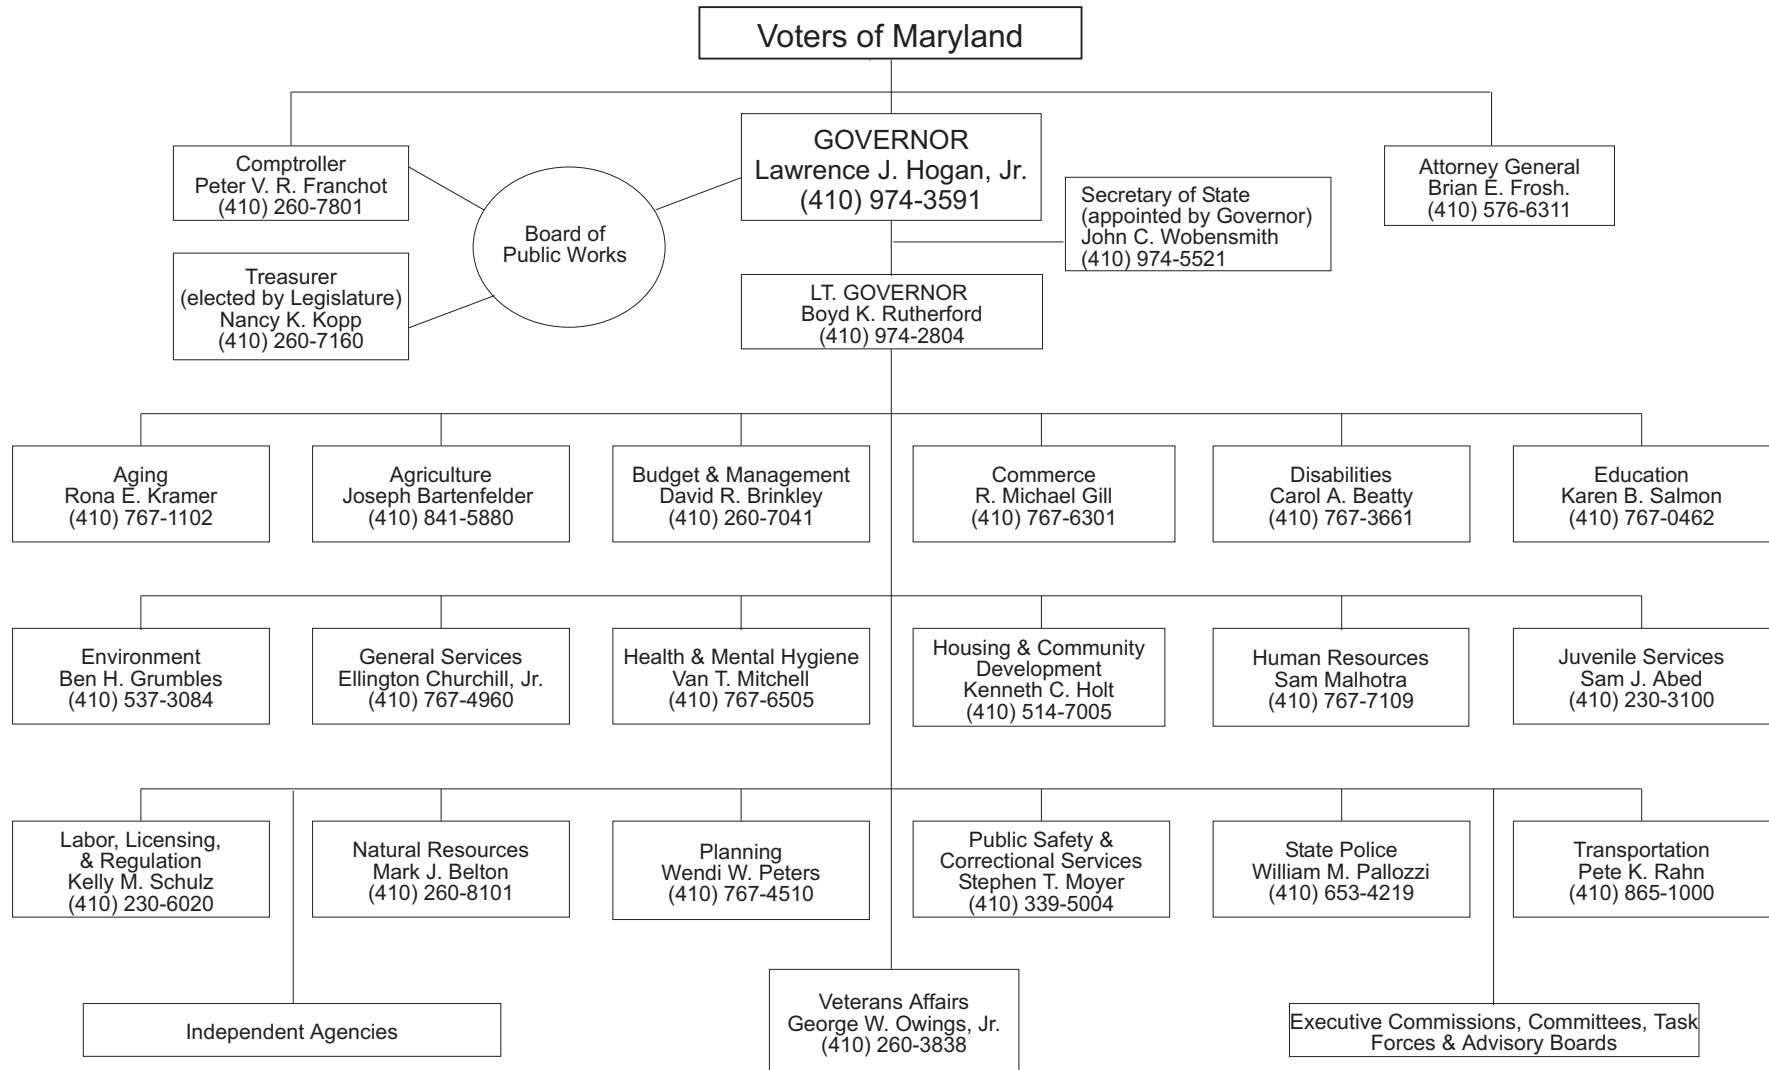 Voters of Maryland
Comptroller
Peter V. R. Franchot
(410) 260-7801
GOVERNOR
Lawrence J. Hogan, Jr.
(410) 974-3591
Attorney General
Brian E. Frosh.
(410) 576-6311
Board of
Public Works
Secretary of State
(appointed by Governor)
John C. Wobensmith
(410) 974-5521
Treasurer
(elected by Legislature)
Nancy K. Kopp
(410) 260-7160
LT. GOVERNOR
Boyd K. Rutherford
(410) 974-2804
Aging
Rona E. Kramer
(410) 767-1102
Agriculture
Joseph Bartenfelder
(410) 841-5880
Budget & Management
David R. Brinkley
(410) 260-7041
Commerce
R. Michael Gill
(410) 767-6301
Disabilities
Carol A. Beatty
(410) 767-3661
Education
Karen B. Salmon
(410) 767-0462
Environment
Ben H. Grumbles
(410) 537-3084
General Services
Ellington Churchill, Jr.
(410) 767-4960
Health & Mental Hygiene
Van T. Mitchell
(410) 767-6505
Housing & Community
Development
Kenneth C. Holt
(410) 514-7005
Human Resources
Sam Malhotra
(410) 767-7109
Juvenile Services
Sam J. Abed
(410) 230-3100
Labor, Licensing,
& Regulation
Kelly M. Schulz
(410) 230-6020
Natural Resources
Mark J. Belton
(410) 260-8101
Planning
Wendi W. Peters
(410) 767-4510
Public Safety &
Correctional Services
Stephen T. Moyer
(410) 339-5004
State Police
William M. Pallozzi
(410) 653-4219
Transportation
Pete K. Rahn
(410) 865-1000
Independent Agencies
Veterans Affairs
George W. Owings, Jr.
(410) 260-3838
Executive Commissions, Committees, Task
Forces & Advisory Boards